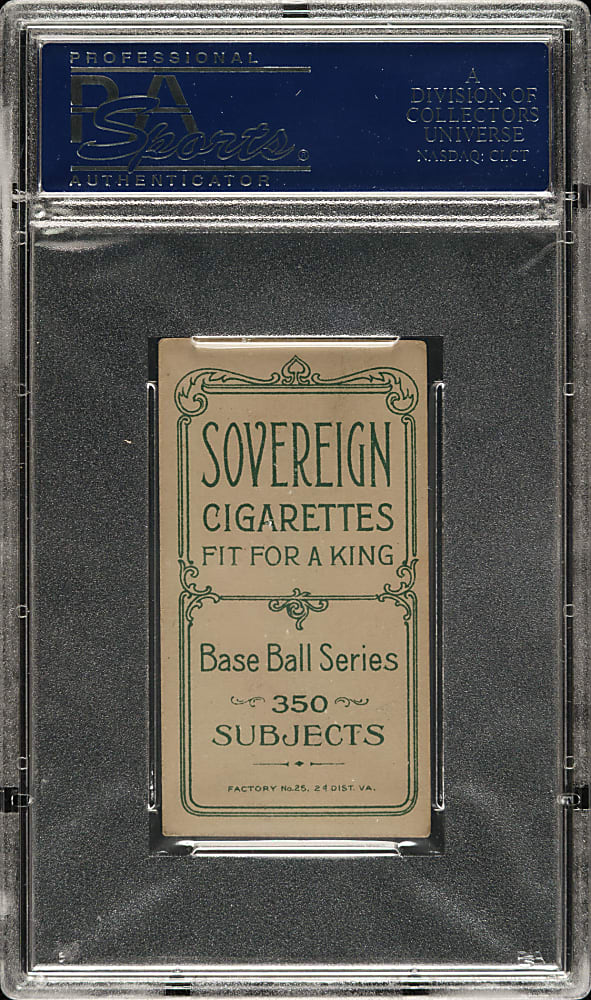 PROFESSIONAL
PSA
Sports
AUTHENTICATOR
A
DIVISION OF
COLLECTORS
UNIVERSE
NASDAQ: CLCT
SOVEREIGN
CIGARETTES
FIT FOR A KING
Base Ball Series
350
SUBJECTS
FACTORY No.25, 2d DIST. VA.